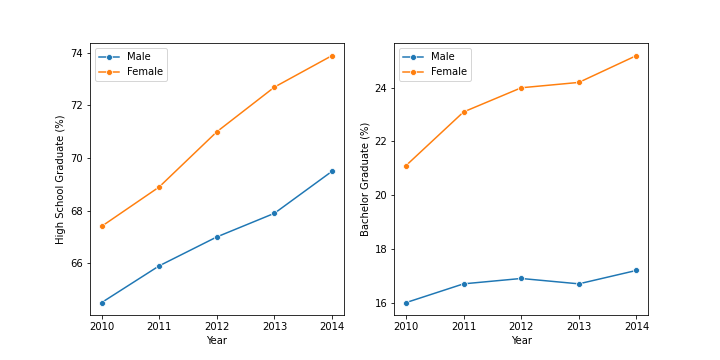 Male
Female
High School Graduate (%)
74
72
70
68
66
2010 2011 2012 2013 2014
Year
Male
Female
Bachelor Graduate (%)
24
22
20
18
16
2010 2011 2012 2013 2014
Year